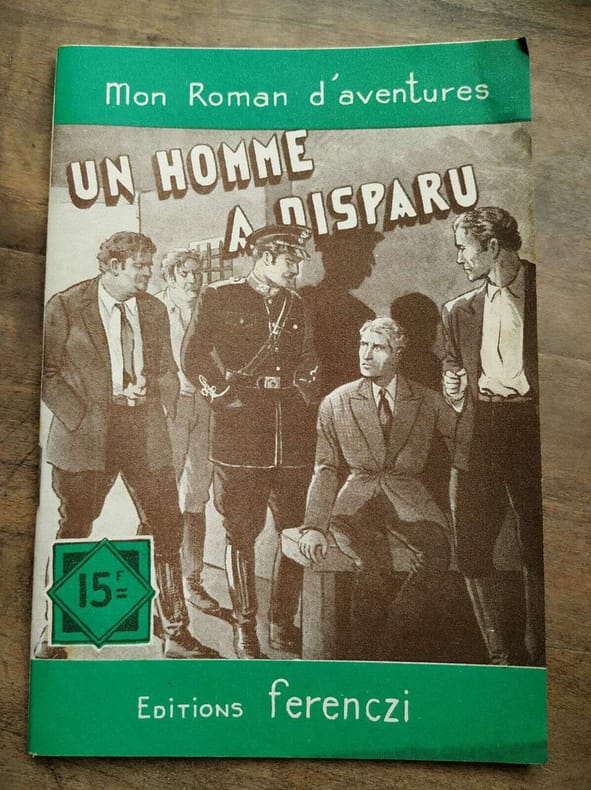 Mon Roman d'aventures
UN HOMME
A DISPARU
15F=
EDITIONS ferenczi